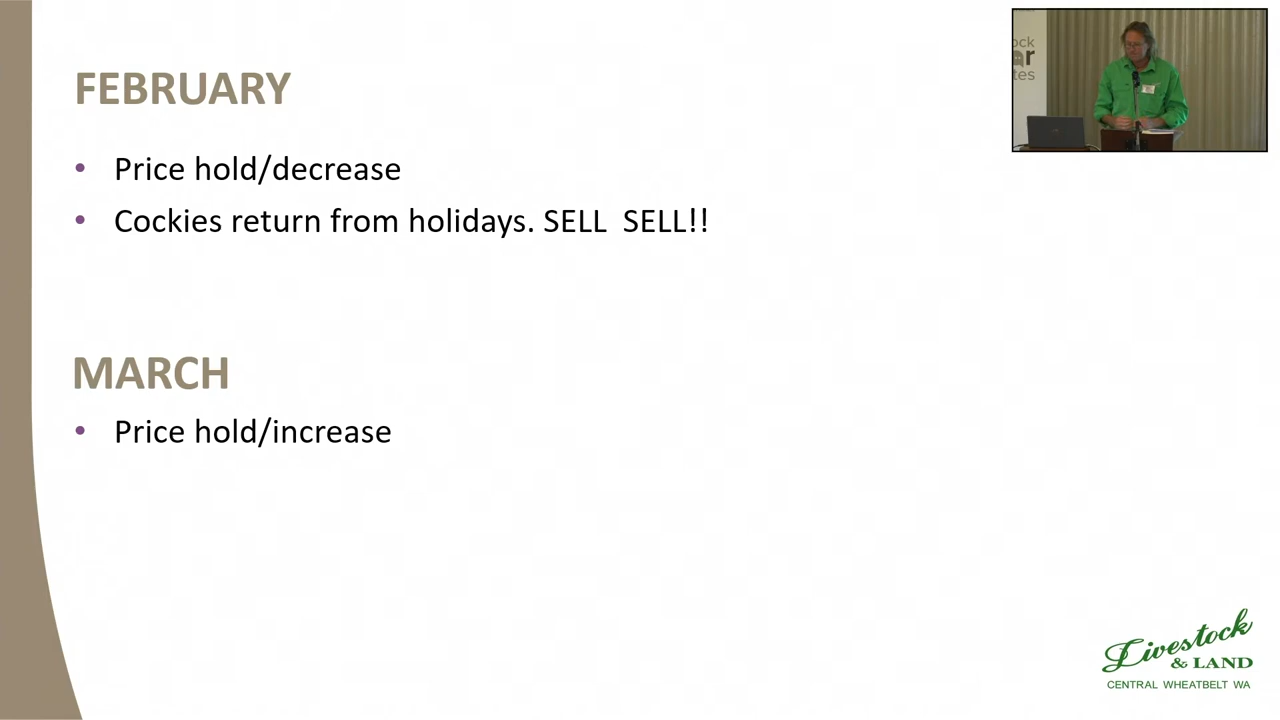 FEBRUARY
• Price hold/decrease
• Cockies return from holidays. SELL  SELL!!
MARCH
• Price hold/increase
Livestock
& LAND
CENTRAL WHEATBELT WA